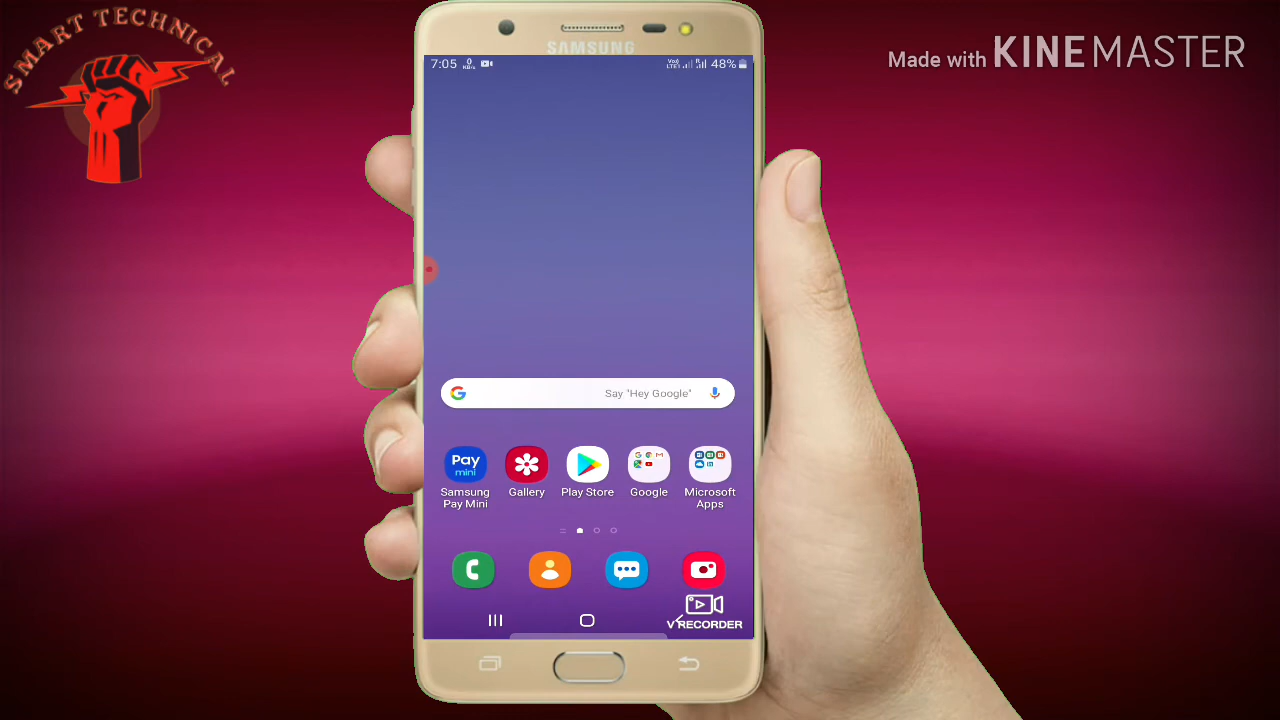 SMART TECHNICAL
Made with KINEMASTER
SAMSUNG
7:05
48%
Say "Hey Google"
Pay
mini
Samsung
Pay Mini
Gallery
Play Store
Google
Microsoft
Apps
V RECORDER